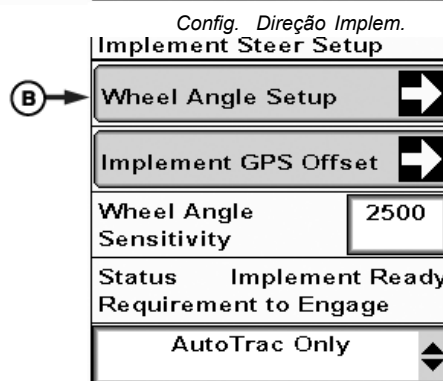 Config. Direção Implem.
Implement Steer Setup
B
Wheel Angle Setup
Implement GPS Offset
Wheel Angle 2500
Sensitivity
Status Implement Ready
Requirement to Engage
AutoTrac Only